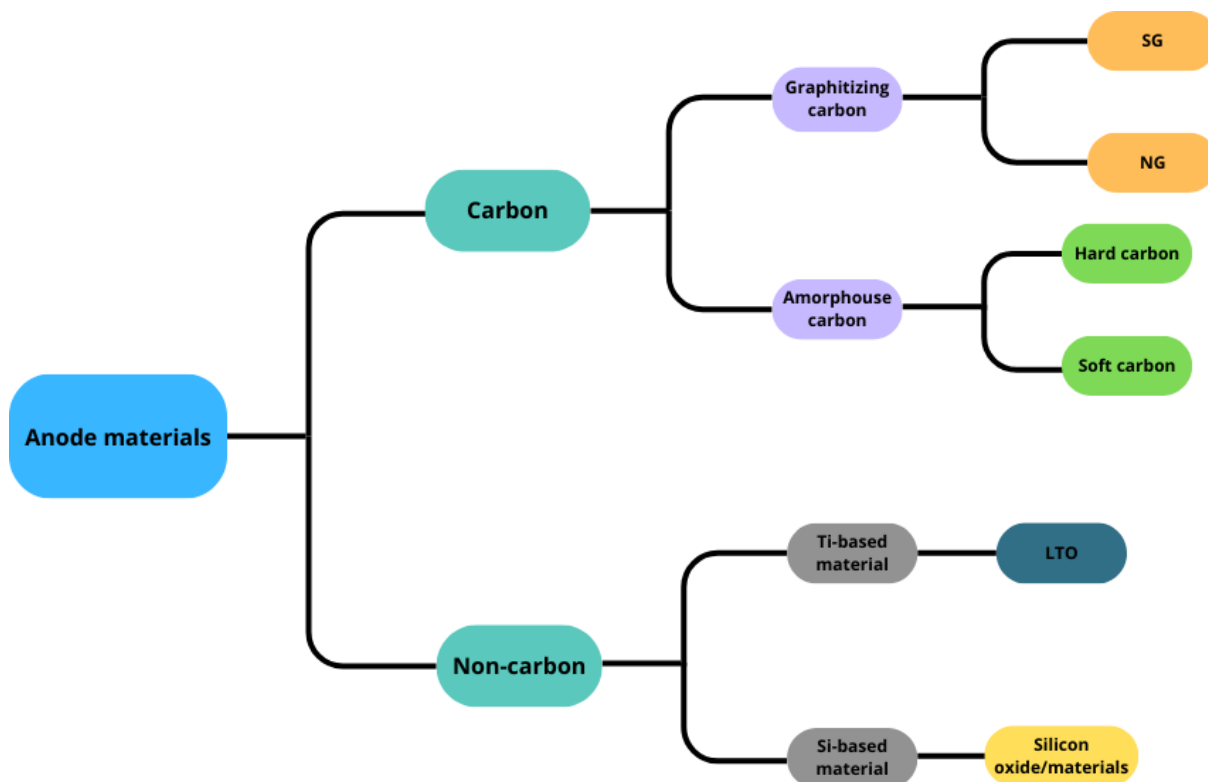 SG
Graphitizing
carbon
NG
Carbon
Hard carbon
Amorphouse
carbon
Soft carbon
Anode materials
Ti-based
material
LTO
Non-carbon
Si-based
material
Silicon
oxide/materials